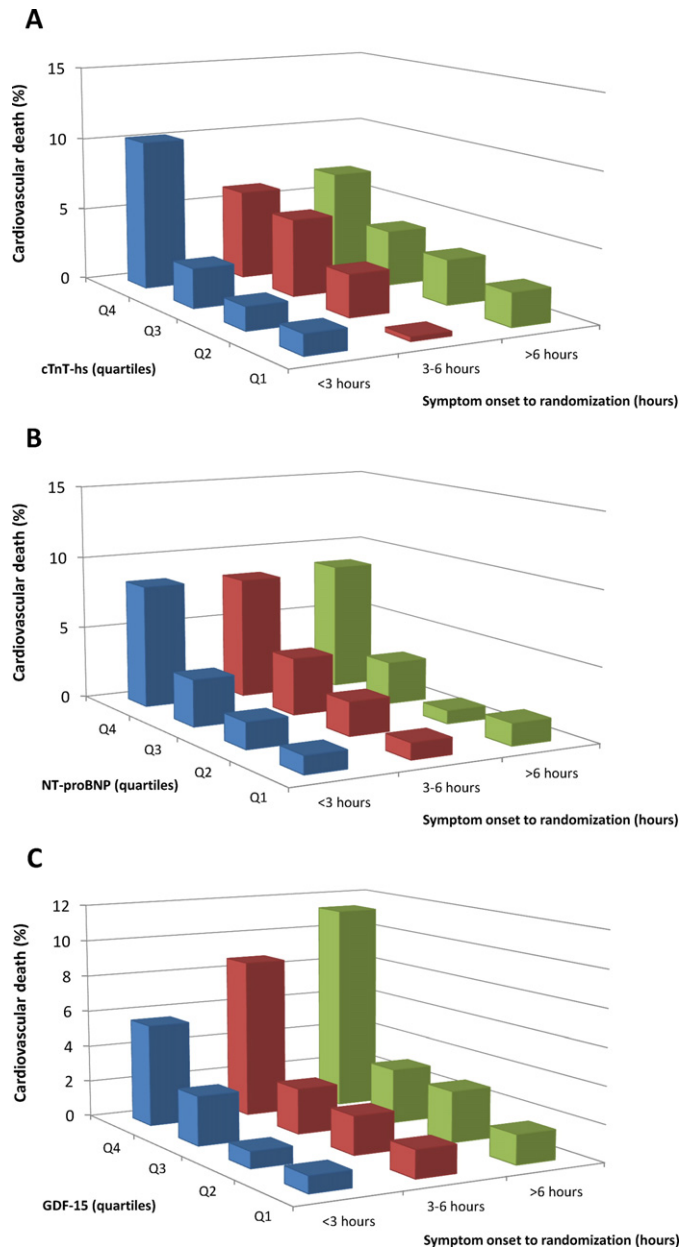 A
15
10
5
0
Cardiovascular death (%)
Q4
Q3
Q2
Q1
cTnT-hs (quartiles)
<3 hours
3-6 hours
>6 hours
Symptom onset to randomization (hours)
B
15
10
5
0
Cardiovascular death (%)
Q4
Q3
Q2
Q1
NT-proBNP (quartiles)
<3 hours
3-6 hours
>6 hours
Symptom onset to randomization (hours)
C
12
10
8
6
4
2
0
Cardiovascular death (%)
Q4
Q3
Q2
Q1
GDF-15 (quartiles)
<3 hours
3-6 hours
>6 hours
Symptom onset to randomization (hours)